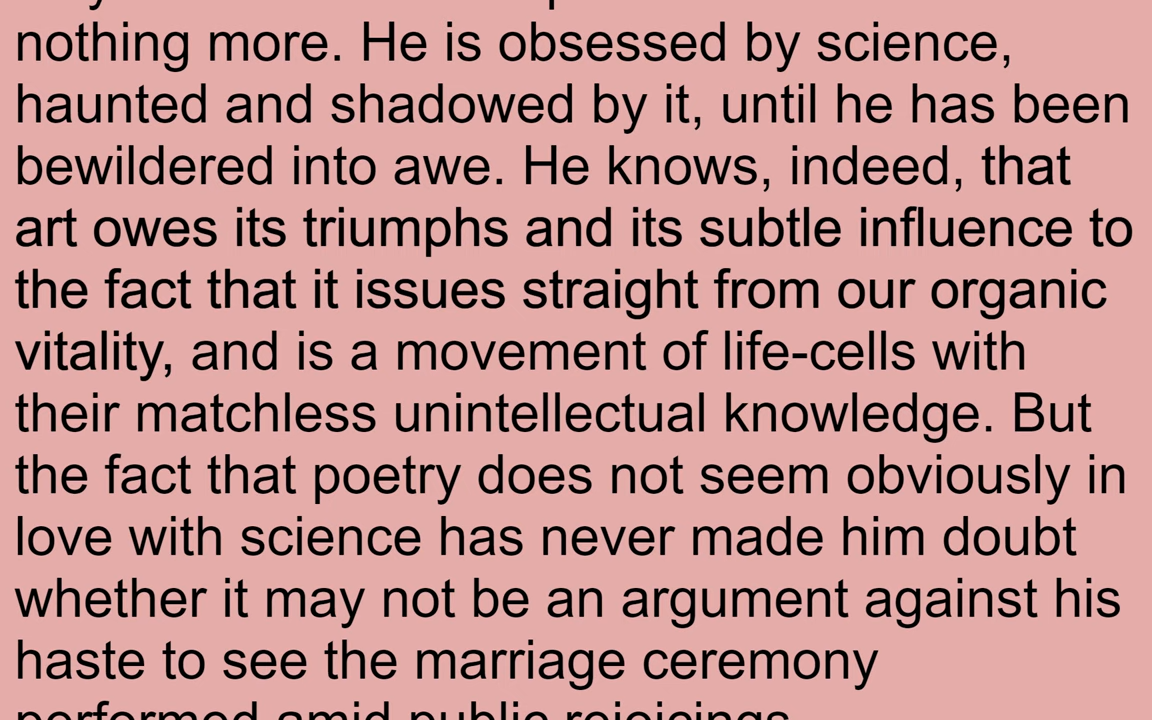 nothing more. He is obsessed by science,
haunted and shadowed by it, until he has been
bewildered into awe. He knows, indeed, that
art owes its triumphs and its subtle influence to
the fact that it issues straight from our organic
vitality, and is a movement of life-cells with
their matchless unintellectual knowledge. But
the fact that poetry does not seem obviously in
love with science has never made him doubt
whether it may not be an argument against his
haste to see the marriage ceremony
performed amid public rejoicings.